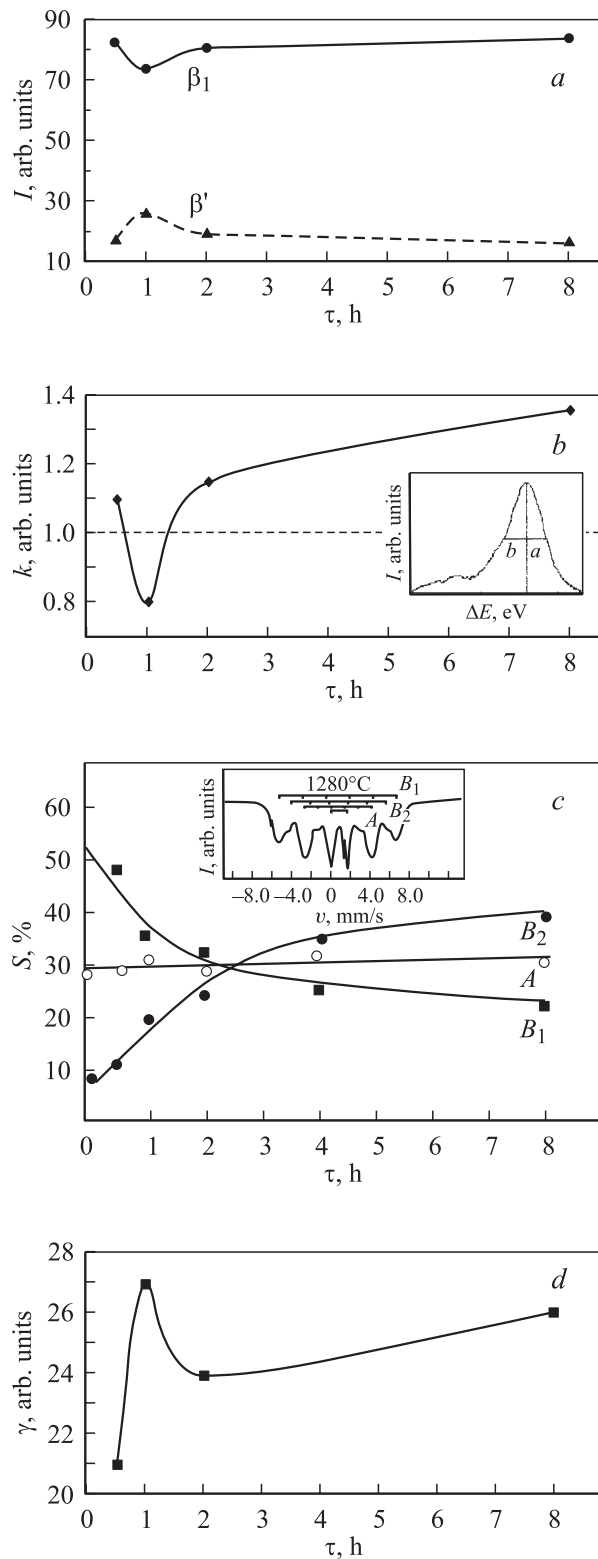 90
70
50
30
10
I, arb. units
β₁
a
β'
0 1 2 3 4 5 6 7 8
τ, h
1.4
1.2
1.0
0.8
k, arb. units
b
I, arb. units
b a
ΔE, eV
0 1 2 3 4 5 6 7 8
τ, h
60
50
40
30
20
10
S, %
c
I, arb. units
1280°C B₁
A B₂
–8.0 –4.0 0 4.0 8.0
υ, mm/s
B₂
A
B₁
0 1 2 3 4 5 6 7 8
τ, h
28
26
24
22
20
γ, arb. units
d
0 1 2 3 4 5 6 7 8
τ, h